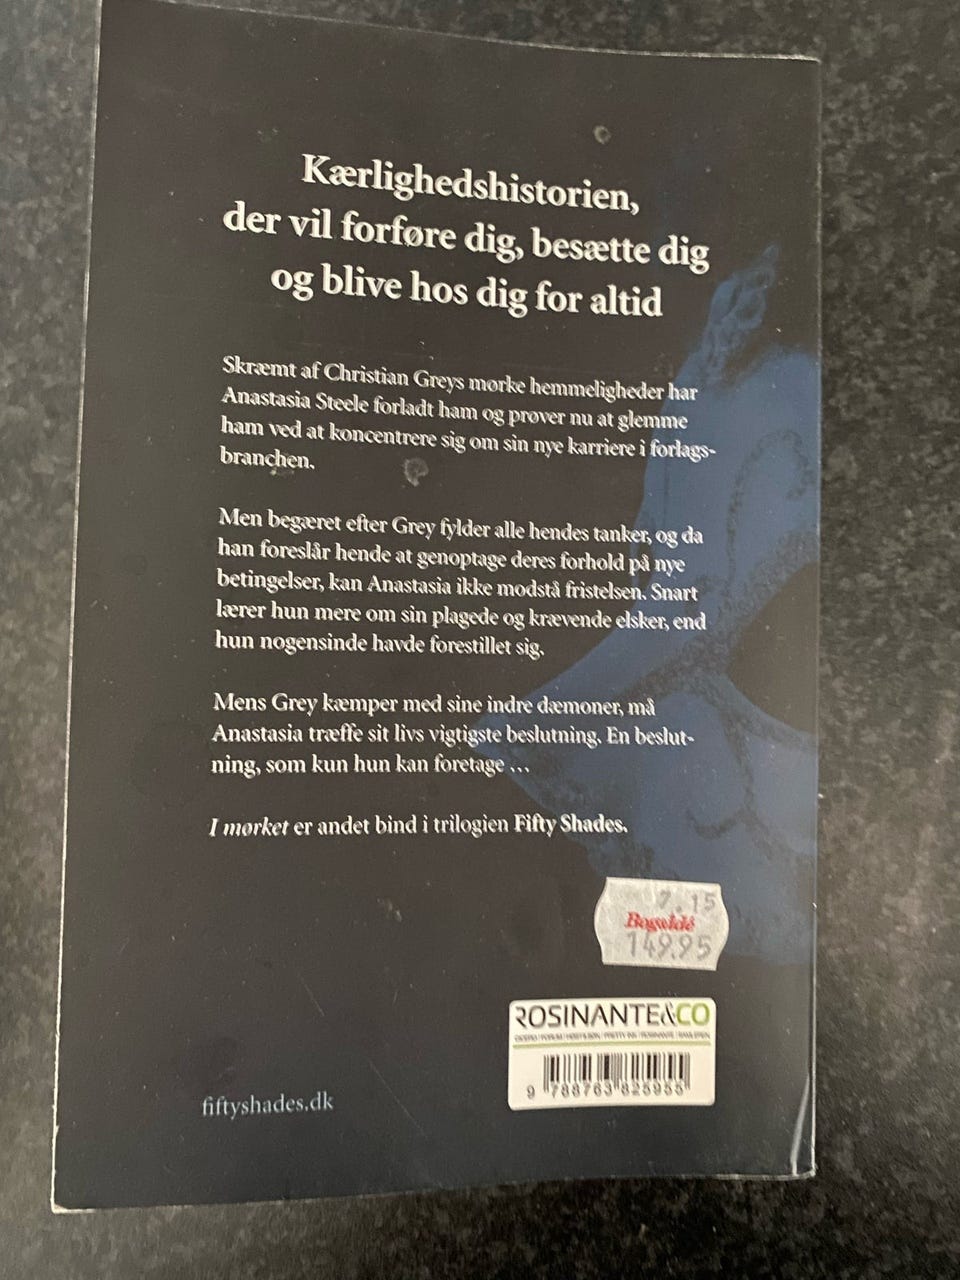 Kærlighedshistorien,
der vil forføre dig, besætte dig
og blive hos dig for altid
Skræmt af Christian Greys mørke hemmeligheder har
Anastasia Steele forladt ham og prøver nu at glemme
ham ved at koncentrere sig om sin nye karriere i forlags-
branchen.
Men begæret efter Grey fylder alle hendes tanker, og da
han foreslår hende at genoptage deres forhold på nye
betingelser, kan Anastasia ikke modstå fristelsen. Snart
lærer hun mere om sin plagede og krævende elsker, end
hun nogensinde havde forestillet sig.
Mens Grey kæmper med sine indre dæmoner, må
Anastasia træffe sit livs vigtigste beslutning. En beslut-
ning, som kun hun kan foretage ...
I mørket er andet bind i trilogien Fifty Shades.
7.15
Bog&idé
149.95
ROSINANTE&CO
9 788763 825955
fiftyshades.dk